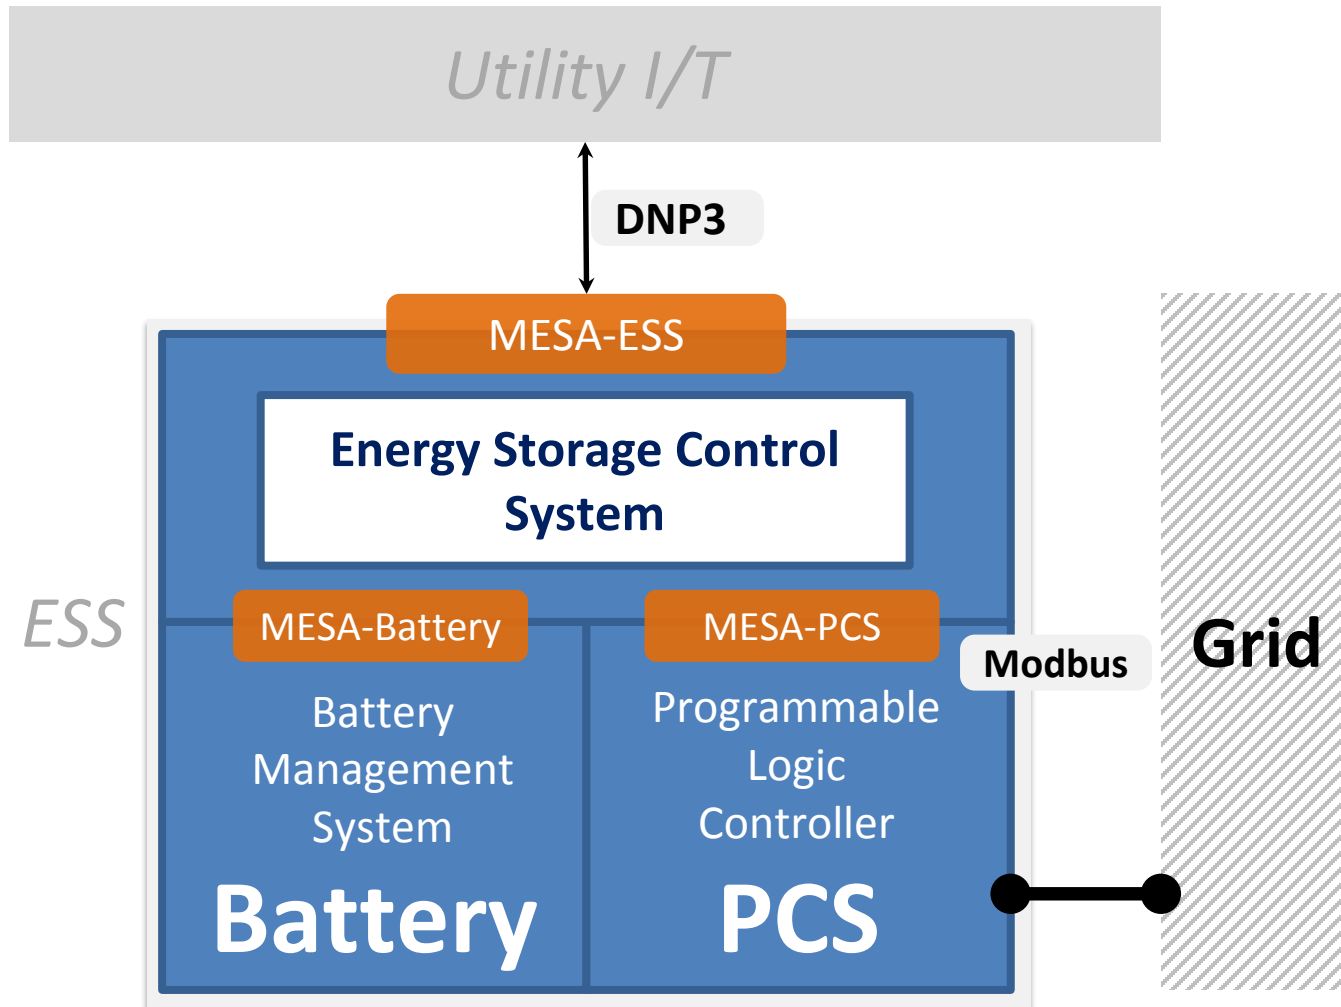 Utility I/T
DNP3
MESA-ESS
Energy Storage Control
System
ESS
MESA-Battery
MESA-PCS
Modbus
Grid
Battery
Management
System
Battery
Programmable
Logic
Controller
PCS